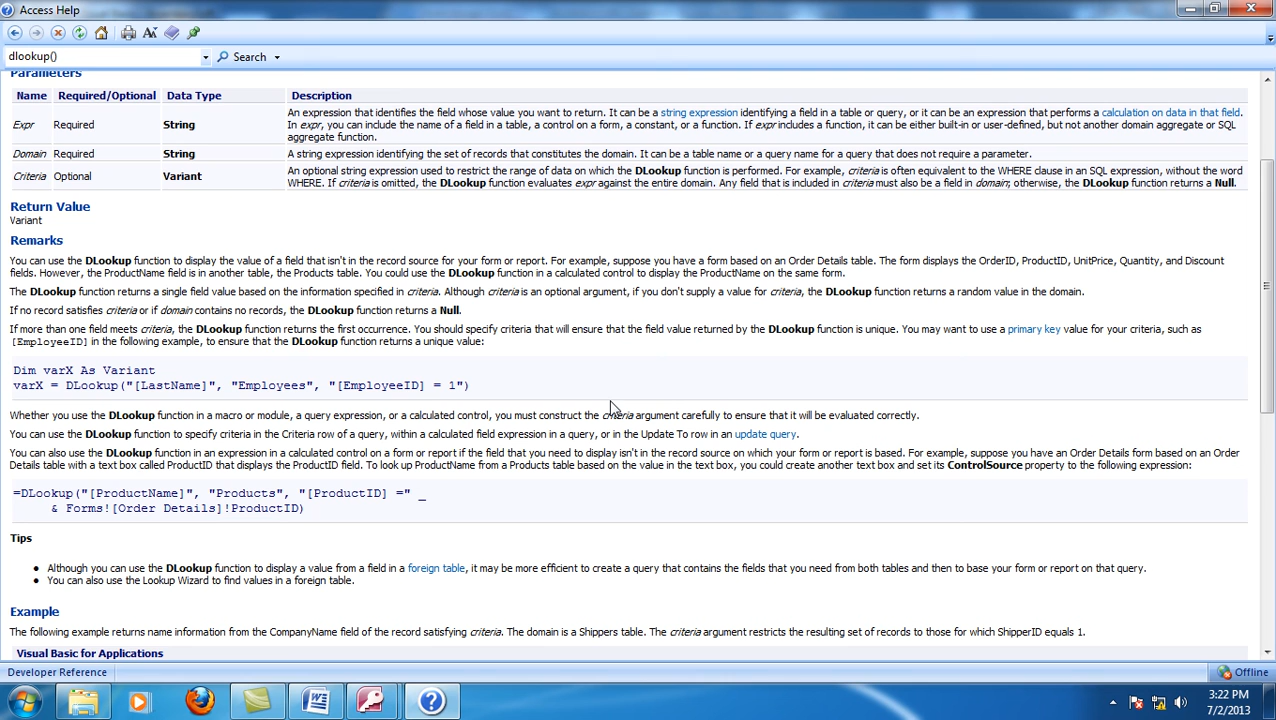 Access Help
dlookup()
Search
Parameters
Name Required/Optional Data Type Description
Expr Required String An expression that identifies the field whose value you want to return. It can be a string expression identifying a field in a table or query, or it can be an expression that performs a calculation on data in that field.
In expr, you can include the name of a field in a table, a control on a form, a constant, or a function. If expr includes a function, it can be either built-in or user-defined, but not another domain aggregate or SQL
aggregate function.
Domain Required String A string expression identifying the set of records that constitutes the domain. It can be a table name or a query name for a query that does not require a parameter.
Criteria Optional Variant An optional string expression used to restrict the range of data on which the DLookup function is performed. For example, criteria is often equivalent to the WHERE clause in an SQL expression, without the word
WHERE. If criteria is omitted, the DLookup function evaluates expr against the entire domain. Any field that is included in criteria must also be a field in domain; otherwise, the DLookup function returns a Null.
Return Value
Variant
Remarks
You can use the DLookup function to display the value of a field that isn't in the record source for your form or report. For example, suppose you have a form based on an Order Details table. The form displays the OrderID, ProductID, UnitPrice, Quantity, and Discount
fields. However, the ProductName field is in another table, the Products table. You could use the DLookup function in a calculated control to display the ProductName on the same form.
The DLookup function returns a single field value based on the information specified in criteria. Although criteria is an optional argument, if you don't supply a value for criteria, the DLookup function returns a random value in the domain.
If no record satisfies criteria or if domain contains no records, the DLookup function returns a Null.
If more than one field meets criteria, the DLookup function returns the first occurrence. You should specify criteria that will ensure that the field value returned by the DLookup function is unique. You may want to use a primary key value for your criteria, such as
[EmployeeID] in the following example, to ensure that the DLookup function returns a unique value:
Dim varX As Variant
varX = DLookup("[LastName]", "Employees", "[EmployeeID] = 1")
Whether you use the DLookup function in a macro or module, a query expression, or a calculated control, you must construct the criteria argument carefully to ensure that it will be evaluated correctly.
You can use the DLookup function to specify criteria in the Criteria row of a query, within a calculated field expression in a query, or in the Update To row in an update query.
You can also use the DLookup function in an expression in a calculated control on a form or report if the field that you need to display isn't in the record source on which your form or report is based. For example, suppose you have an Order Details form based on an Order
Details table with a text box called ProductID that displays the ProductID field. To look up ProductName from a Products table based on the value in the text box, you could create another text box and set its ControlSource property to the following expression:
=DLookup("[ProductName]", "Products", "[ProductID] =" _
& Forms![Order Details]!ProductID)
Tips
• Although you can use the DLookup function to display a value from a field in a foreign table, it may be more efficient to create a query that contains the fields that you need from both tables and then to base your form or report on that query.
• You can also use the Lookup Wizard to find values in a foreign table.
Example
The following example returns name information from the CompanyName field of the record satisfying criteria. The domain is a Shippers table. The criteria argument restricts the resulting set of records to those for which ShipperID equals 1.
Visual Basic for Applications
Developer Reference
Offline
3:22 PM
7/2/2013